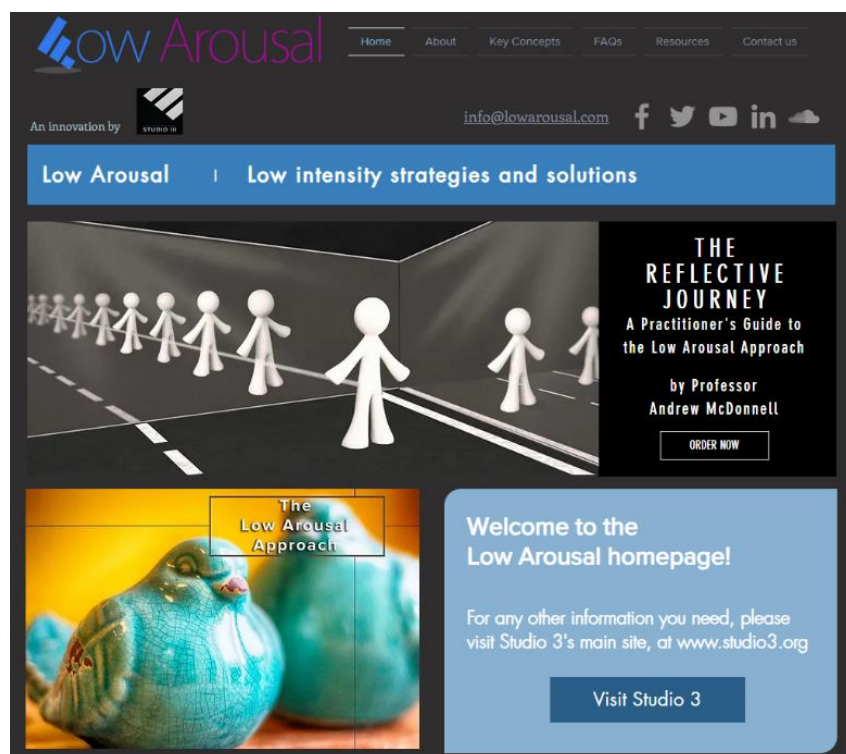 Low Arousal
Home About Key Concepts FAQs Resources Contact us
An innovation by
STUDIO iii
info@lowarousal.com
Low Arousal | Low intensity strategies and solutions
THE
REFLECTIVE
JOURNEY
A Practitioner's Guide to
the Low Arousal Approach
by Professor
Andrew McDonnell
ORDER NOW
The
Low Arousal
Approach
Welcome to the
Low Arousal homepage!
For any other information you need, please
visit Studio 3's main site, at www.studio3.org
Visit Studio 3